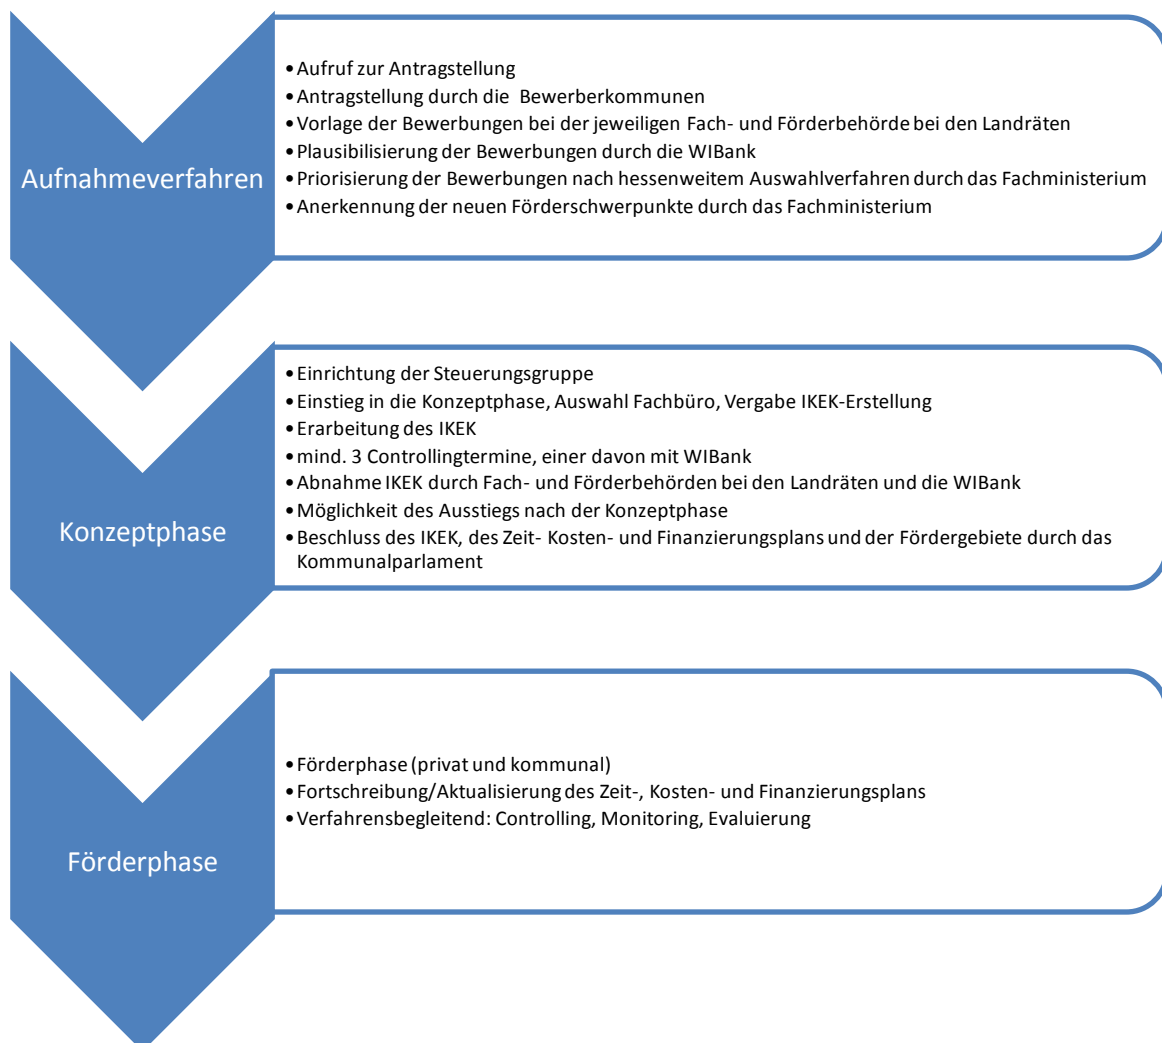 Aufnahmeverfahren
•Aufruf zur Antragstellung
•Antragstellung durch die Bewerberkommunen
•Vorlage der Bewerbungen bei der jeweiligen Fach- und Förderbehörde bei den Landräten
•Plausibilisierung der Bewerbungen durch die WIBank
•Priorisierung der Bewerbungen nach hessenweitem Auswahlverfahren durch das Fachministerium
•Anerkennung der neuen Förderschwerpunkte durch das Fachministerium
Konzeptphase
•Einrichtung der Steuerungsgruppe
•Einstieg in die Konzeptphase, Auswahl Fachbüro, Vergabe IKEK-Erstellung
•Erarbeitung des IKEK
•mind. 3 Controllingtermine, einer davon mit WIBank
•Abnahme IKEK durch Fach- und Förderbehörden bei den Landräten und die WIBank
•Möglichkeit des Ausstiegs nach der Konzeptphase
•Beschluss des IKEK, des Zeit- Kosten- und Finanzierungsplans und der Fördergebiete durch das
Kommunalparlament
Förderphase
•Förderphase (privat und kommunal)
•Fortschreibung/Aktualisierung des Zeit-, Kosten- und Finanzierungsplans
•Verfahrensbegleitend: Controlling, Monitoring, Evaluierung